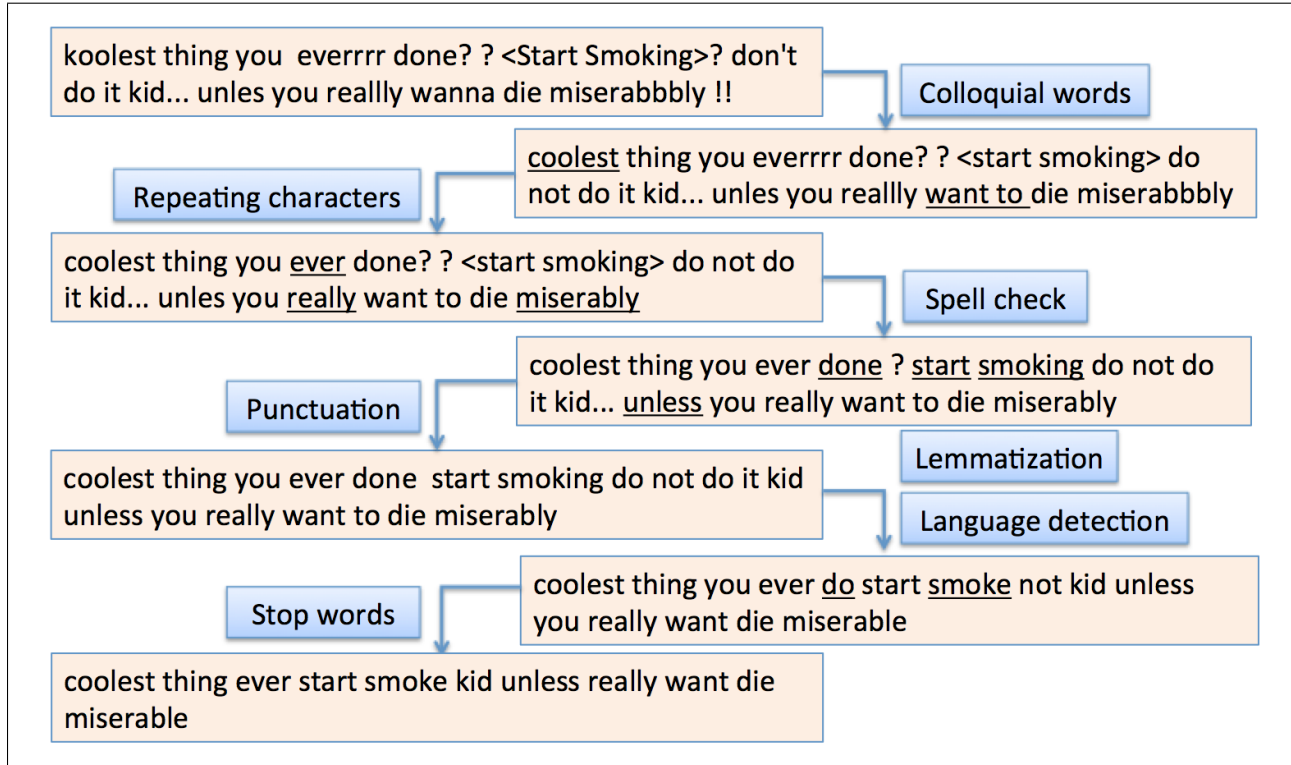 koolest thing you  everrrr done? ? <Start Smoking>? don't
do it kid... unles you reallly wanna die miserabbbly !!
Colloquial words
coolest thing you everrrr done? ? <start smoking> do
not do it kid... unles you reallly want to die miserabbbly
Repeating characters
coolest thing you ever done? ? <start smoking> do not do
it kid... unles you really want to die miserably
Spell check
coolest thing you ever done ? start smoking do not do
it kid... unless you really want to die miserably
Punctuation
coolest thing you ever done  start smoking do not do it kid
unless you really want to die miserably
Lemmatization
Language detection
coolest thing you ever do start smoke not kid unless
you really want die miserable
Stop words
coolest thing ever start smoke kid unless really want die
miserable